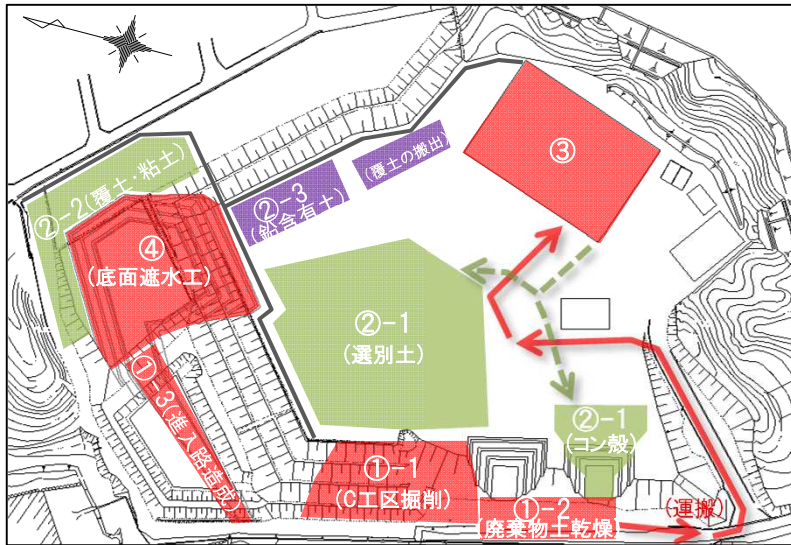 ③
(覆土の搬出)
②-3
(鉛含有土)
②-2(覆土・粘土)
④
(底面遮水工)
②-1
(選別土)
①-3(進入路造成)
②-1
(コン殻)
①-1
(C工区掘削)
①-2
(廃棄物土乾燥)
(運搬)